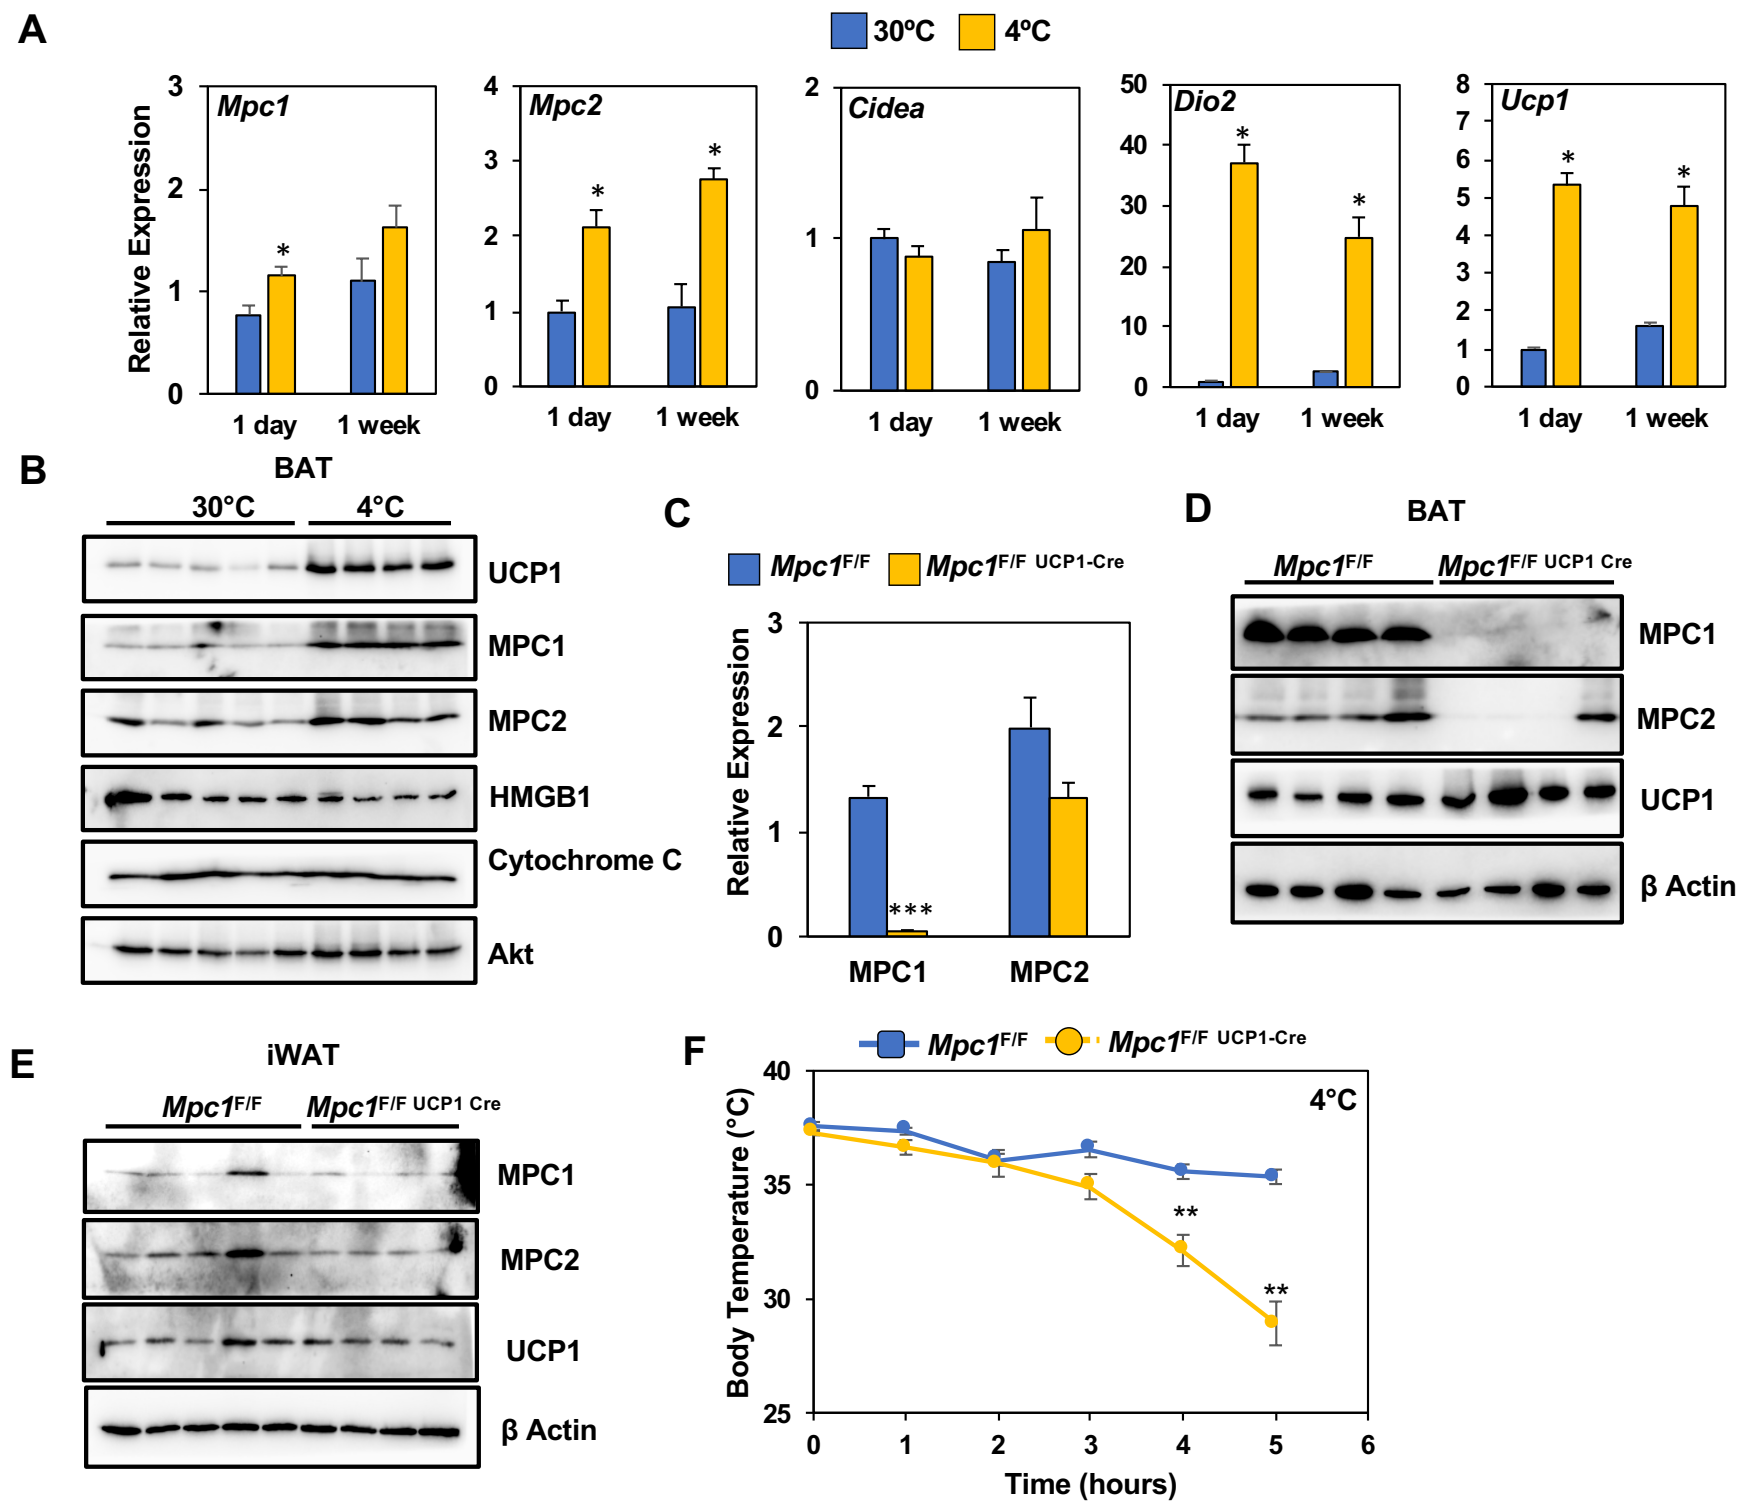 A
30ºC 4ºC
Relative Expression
Mpc1
3
2
1
0
1 day 1 week
Mpc2
4
3
2
1
0
1 day 1 week
Cidea
2
1
0
1 day 1 week
Dio2
50
40
30
20
10
0
1 day 1 week
Ucp1
8
7
6
5
4
3
2
1
0
1 day 1 week
*
*
*
*
*
*
*
B
BAT
30°C 4°C
UCP1
MPC1
MPC2
HMGB1
Cytochrome C
Akt
C
Mpc1F/F Mpc1F/F UCP1-Cre
Relative Expression
3
2
1
0
***
MPC1 MPC2
D
BAT
Mpc1F/F Mpc1F/F UCP1 Cre
MPC1
MPC2
UCP1
β Actin
E
iWAT
Mpc1F/F Mpc1F/F UCP1 Cre
MPC1
MPC2
UCP1
β Actin
F
Mpc1F/F Mpc1F/F UCP1-Cre
4°C
Body Temperature (°C)
40
35
30
25
**
**
0 1 2 3 4 5 6
Time (hours)